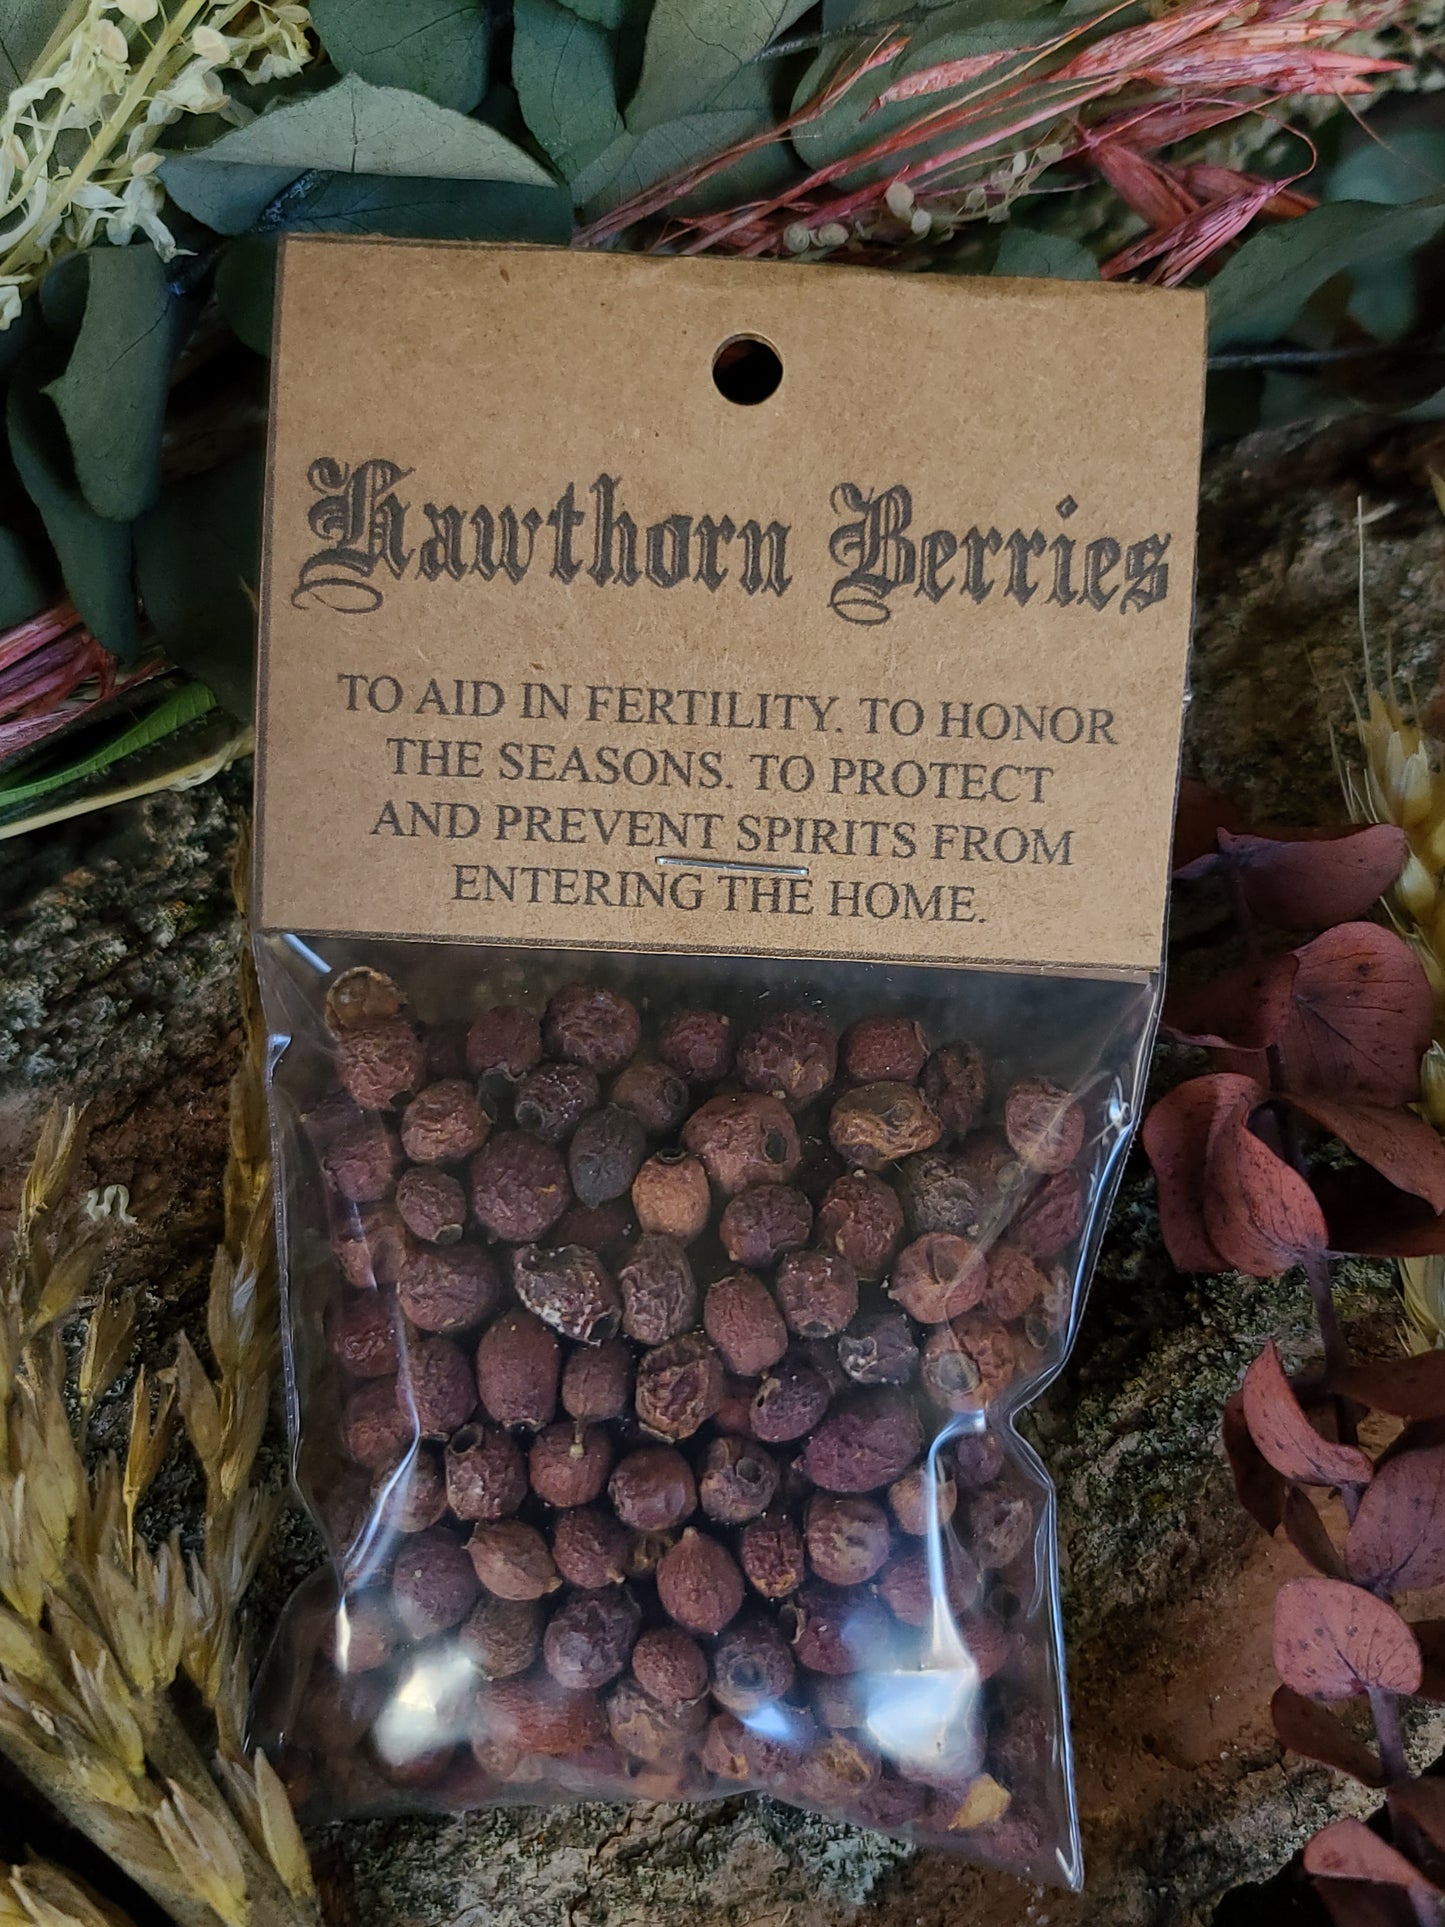 Hawthorn Berries
TO AID IN FERTILITY. TO HONOR
THE SEASONS. TO PROTECT
AND PREVENT SPIRITS FROM
ENTERING THE HOME.